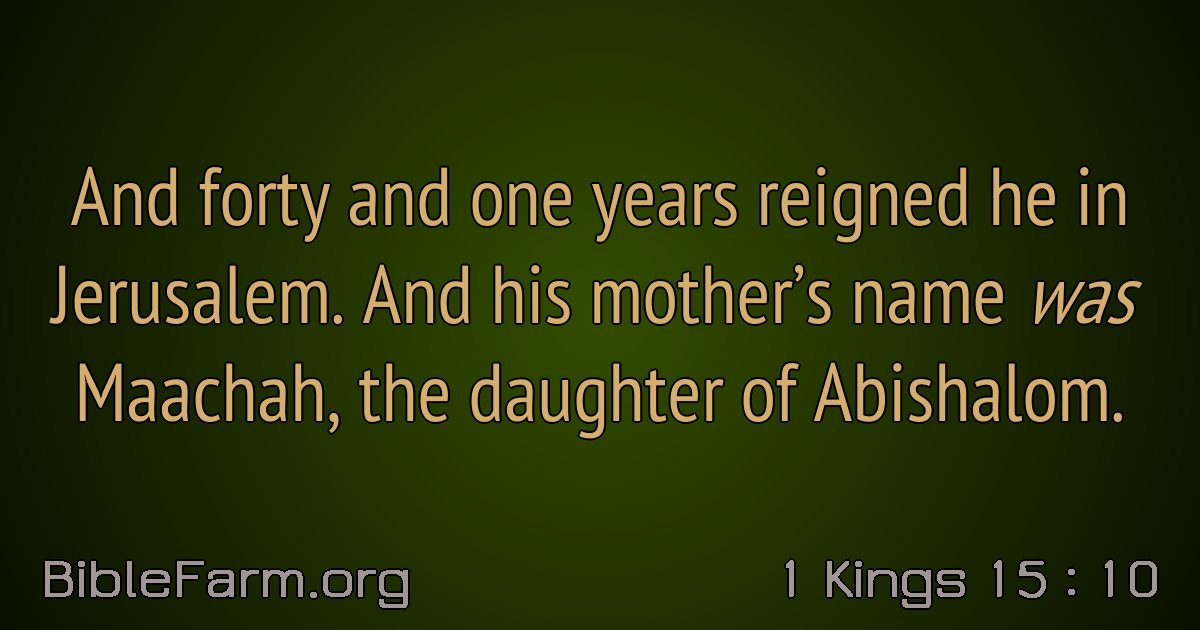 And forty and one years reigned he in
Jerusalem. And his mother’s name was
Maachah, the daughter of Abishalom.
BibleFarm.org
1 Kings 15 : 10